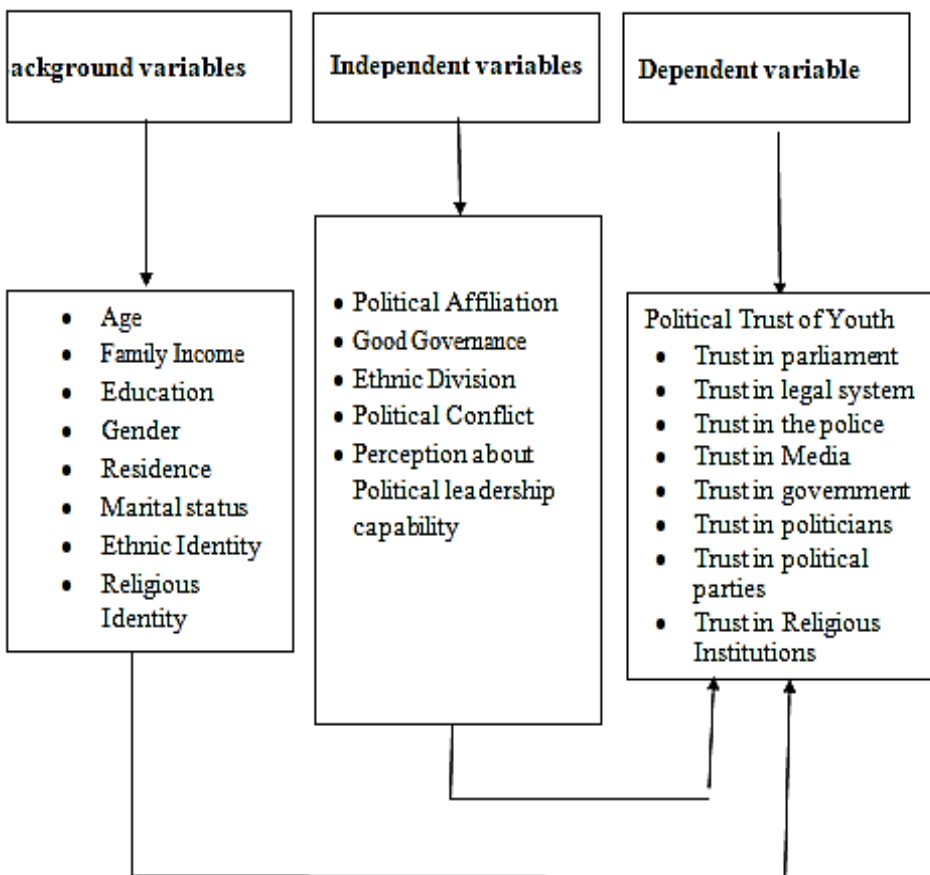 ackground variables
Independent variables
Dependent variable
• Age
• Family Income
• Education
• Gender
• Residence
• Marital status
• Ethnic Identity
• Religious
Identity
• Political Affiliation
• Good Governance
• Ethnic Division
• Political Conflict
• Perception about
Political leadership
capability
Political Trust of Youth
• Trust in parliament
• Trust in legal system
• Trust in the police
• Trust in Media
• Trust in government
• Trust in politicians
• Trust in political
parties
• Trust in Religious
Institutions